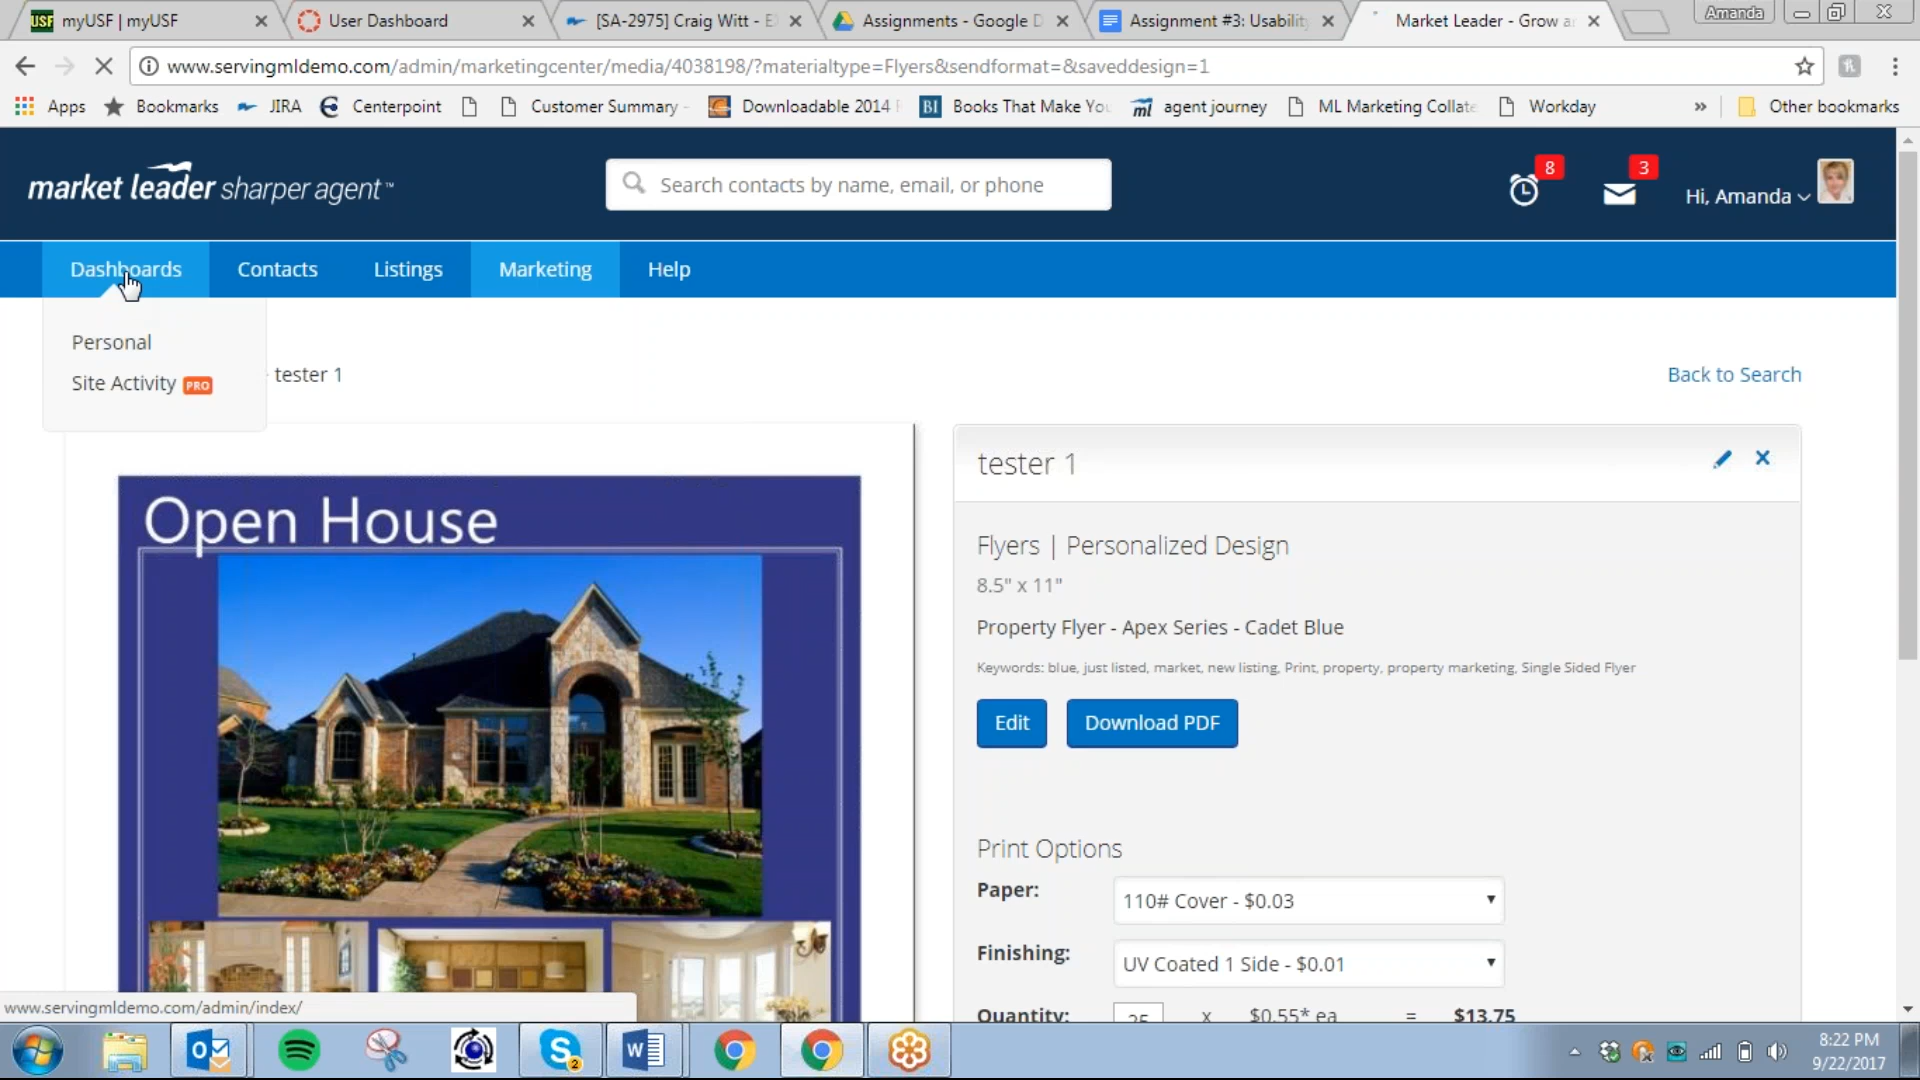 USF myUSF | myUSF
User Dashboard
[SA-2975] Craig Witt - E
Assignments - Google D
Assignment #3: Usability
Market Leader - Grow a
Amanda
www.servingmldemo.com/admin/marketingcenter/media/4038198/?materialtype=Flyers&sendformat=&saveddesign=1
Apps
Bookmarks
JIRA
Centerpoint
Customer Summary -
Downloadable 2014
BI Books That Make You
ml agent journey
ML Marketing Collate
Workday
»
Other bookmarks
market leader sharper agent™
Search contacts by name, email, or phone
8
3
Hi, Amanda
Dashboards
Contacts
Listings
Marketing
Help
Personal
Site Activity PRO
tester 1
Back to Search
Open House
tester 1
Flyers | Personalized Design
8.5" x 11"
Property Flyer - Apex Series - Cadet Blue
Keywords: blue, just listed, market, new listing, Print, property, property marketing, Single Sided Flyer
Edit
Download PDF
Print Options
Paper:
110# Cover - $0.03
Finishing:
UV Coated 1 Side - $0.01
Quantity: 25 x $0.55* ea = $13.75
www.servingmldemo.com/admin/index/
8:22 PM
9/22/2017